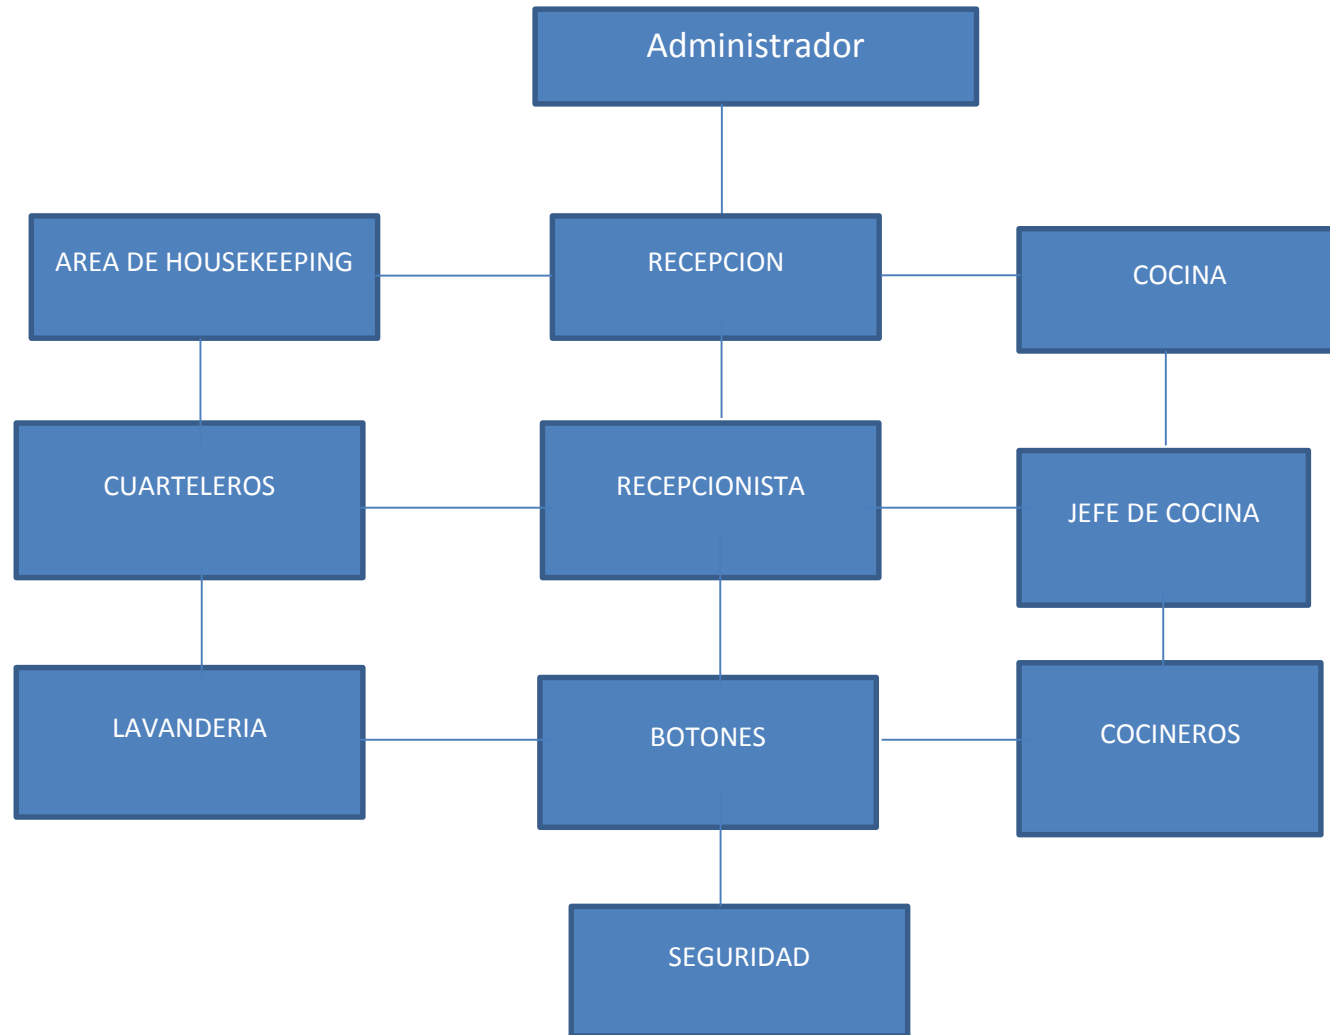 Administrador
AREA DE HOUSEKEEPING
RECEPCION
COCINA
CUARTELEROS
RECEPCIONISTA
JEFE DE COCINA
LAVANDERIA
BOTONES
COCINEROS
SEGURIDAD